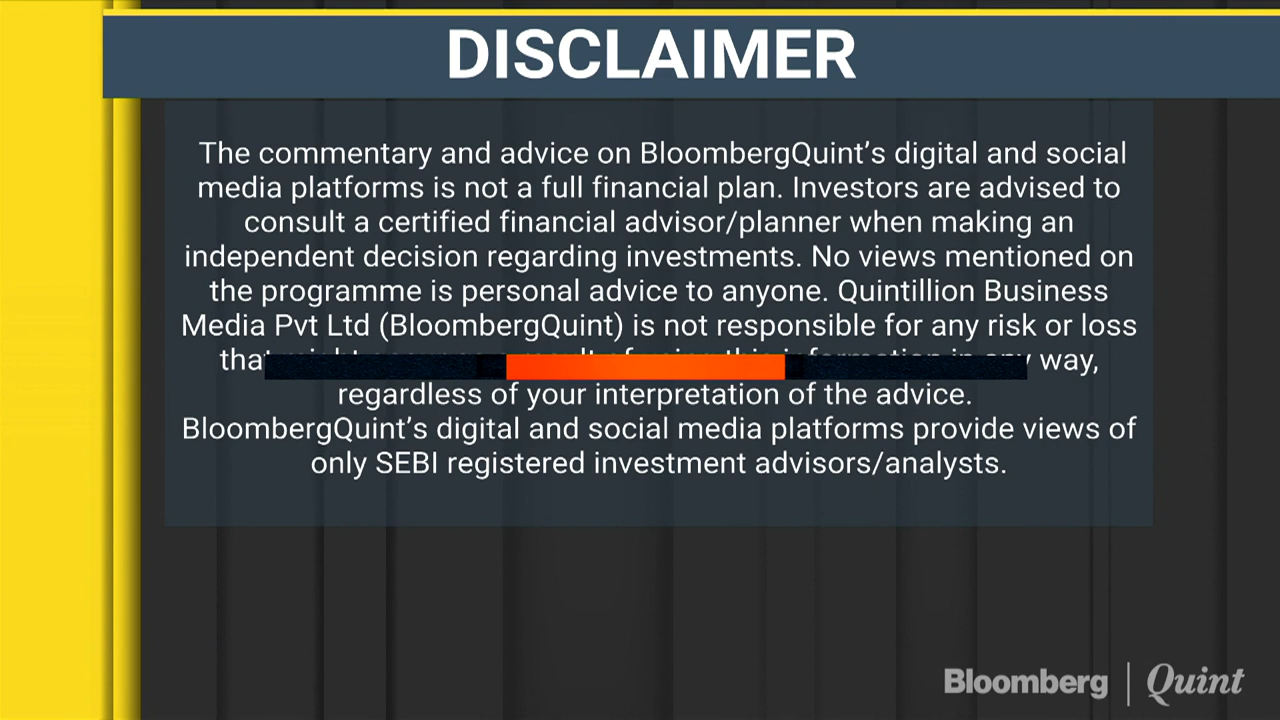 DISCLAIMER
The commentary and advice on BloombergQuint's digital and social
media platforms is not a full financial plan. Investors are advised to
consult a certified financial advisor/planner when making an
independent decision regarding investments. No views mentioned on
the programme is personal advice to anyone. Quintillion Business
Media Pvt Ltd (BloombergQuint) is not responsible for any risk or loss
way,
regardless of your interpretation of the advice.
BloombergQuint's digital and social media platforms provide views of
only SEBI registered investment advisors/analysts.
Bloomberg | Quint